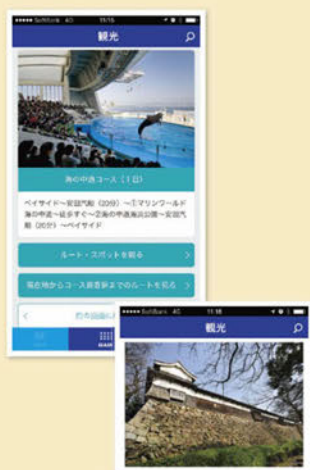 SoftBank 4G 11:15
観光
海の中道コース（1日）
ベイサイド〜安田汽船（20分）〜①マリンワールド
海の中道〜徒歩すぐ〜②海の中道海浜公園〜安田汽
船（20分）〜ベイサイド
ルート・スポットを観る
現在地からコース最寄駅までのルートを見る
SoftBank 4G 11:16
観光